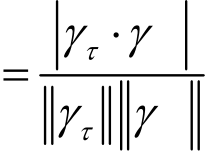 = |γ_τ · γ | / ‖γ_τ‖‖γ ‖